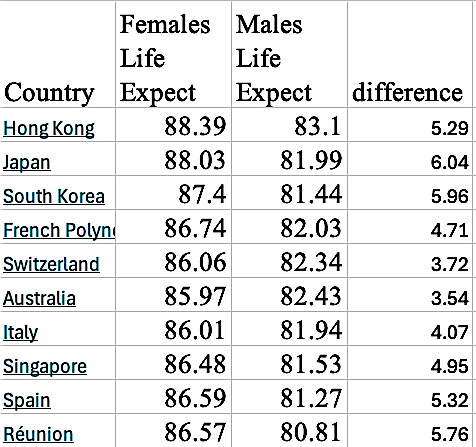 Country Females Life Expect Males Life Expect difference
Hong Kong 88.39 83.1 5.29
Japan 88.03 81.99 6.04
South Korea 87.4 81.44 5.96
French Polyn 86.74 82.03 4.71
Switzerland 86.06 82.34 3.72
Australia 85.97 82.43 3.54
Italy 86.01 81.94 4.07
Singapore 86.48 81.53 4.95
Spain 86.59 81.27 5.32
Réunion 86.57 80.81 5.76